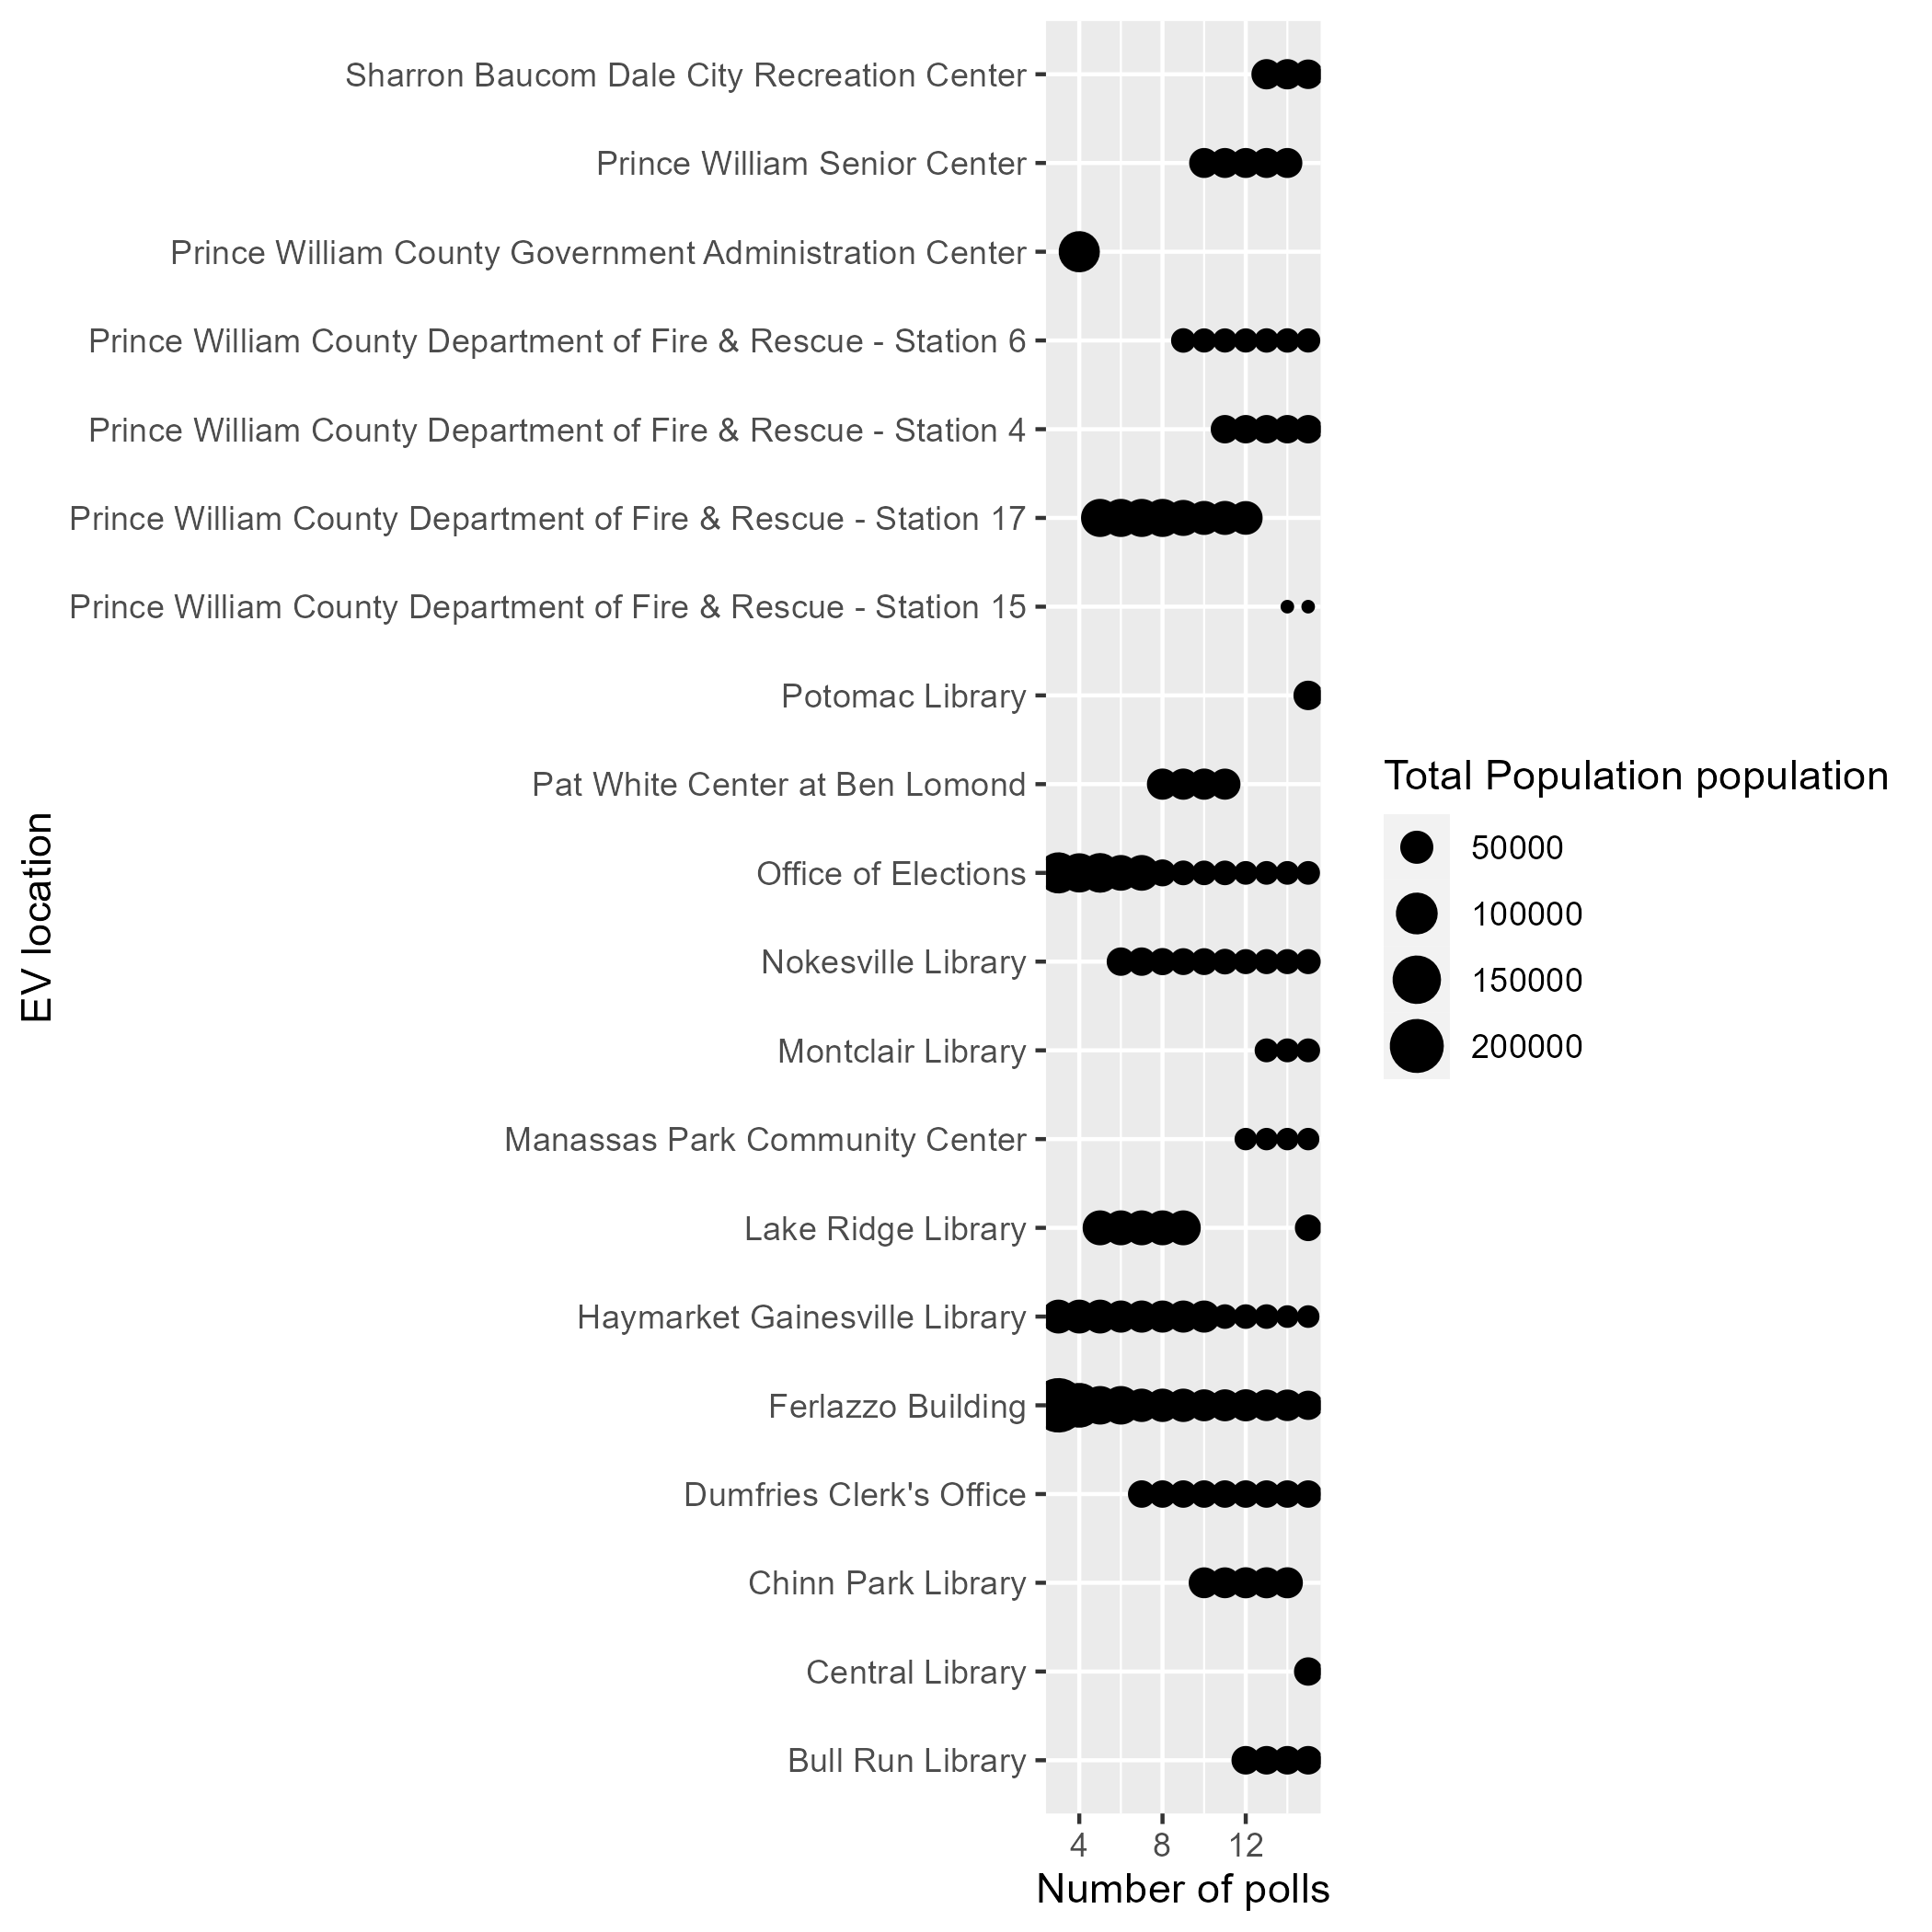 Sharron Baucom Dale City Recreation Center
Prince William Senior Center
Prince William County Government Administration Center
Prince William County Department of Fire & Rescue - Station 6
Prince William County Department of Fire & Rescue - Station 4
Prince William County Department of Fire & Rescue - Station 17
Prince William County Department of Fire & Rescue - Station 15
Potomac Library
Pat White Center at Ben Lomond
Office of Elections
Nokesville Library
Montclair Library
Manassas Park Community Center
Lake Ridge Library
Haymarket Gainesville Library
Ferlazzo Building
Dumfries Clerk's Office
Chinn Park Library
Central Library
Bull Run Library
EV location
4 8 12
Number of polls
Total Population population
50000
100000
150000
200000